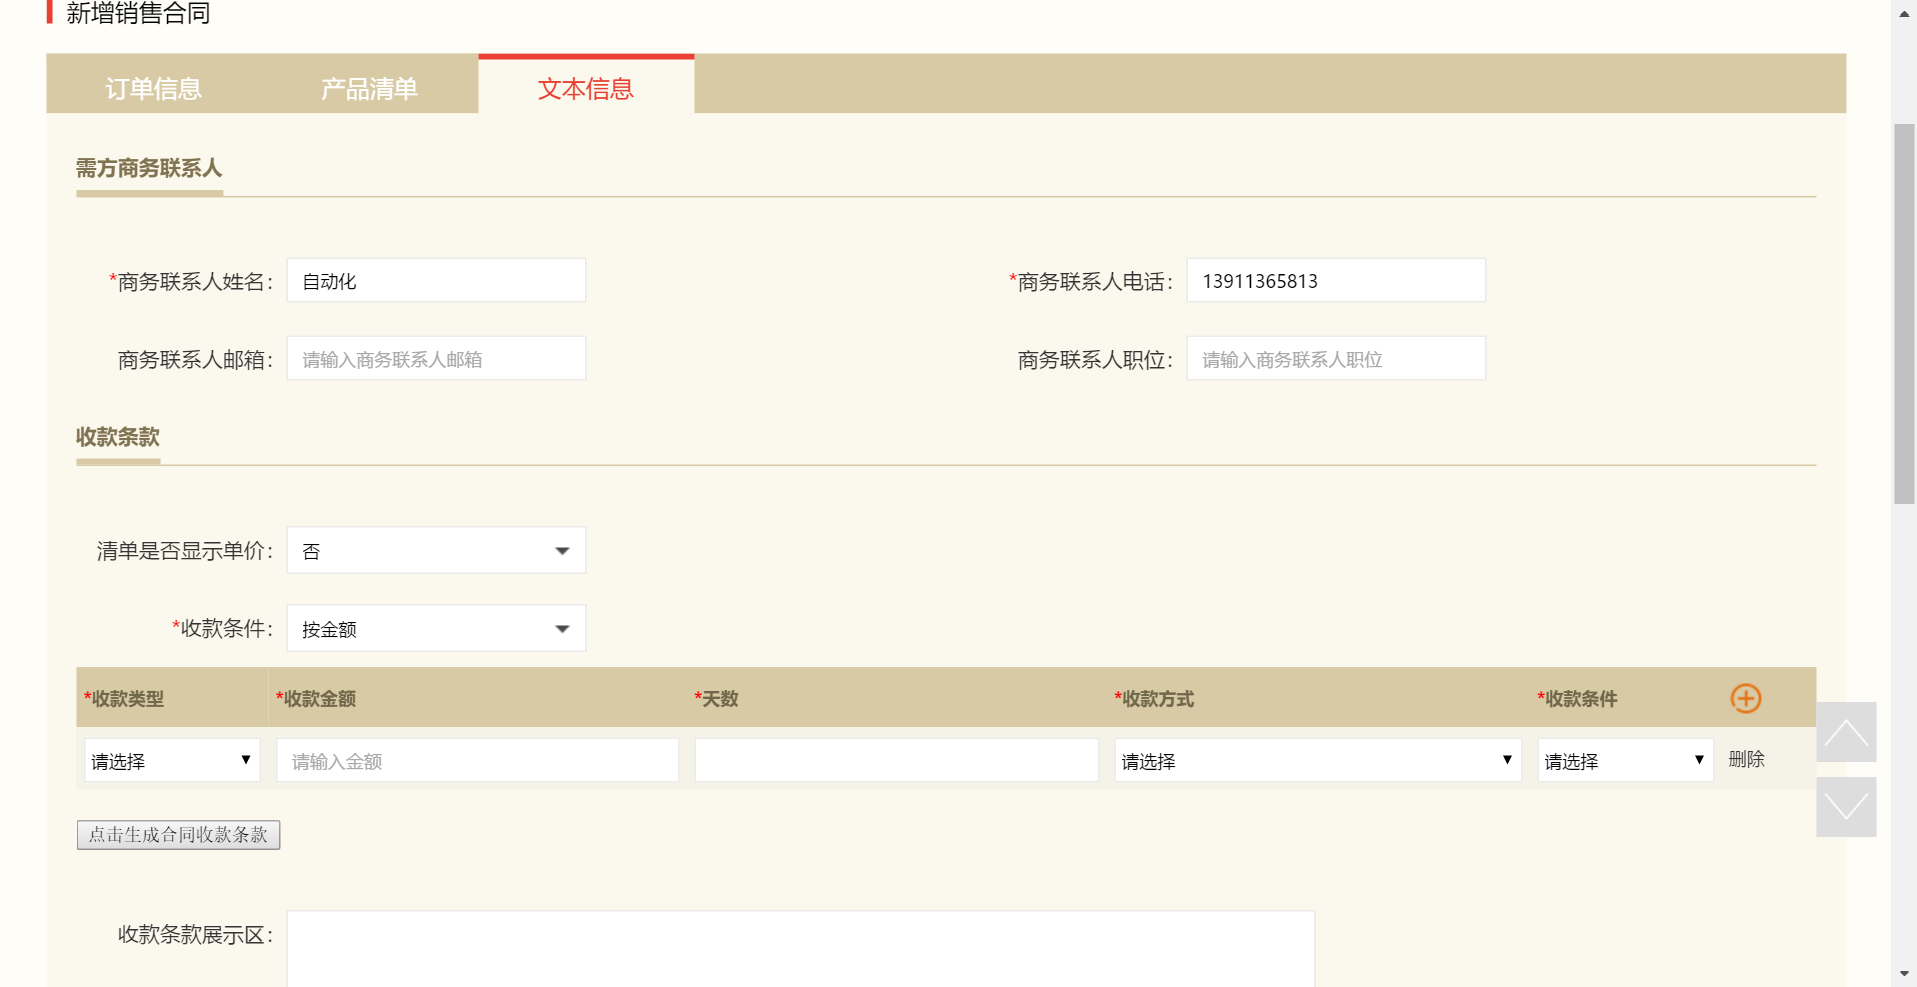 新增销售合同
订单信息 产品清单 文本信息
需方商务联系人
*商务联系人姓名： 自动化 *商务联系人电话： 13911365813
商务联系人邮箱： 请输入商务联系人邮箱 商务联系人职位： 请输入商务联系人职位
收款条款
清单是否显示单价： 否
*收款条件： 按金额
*收款类型 *收款金额 *天数 *收款方式 *收款条件
请选择 请输入金额 请选择 请选择 删除
点击生成合同收款条款
收款条款展示区：